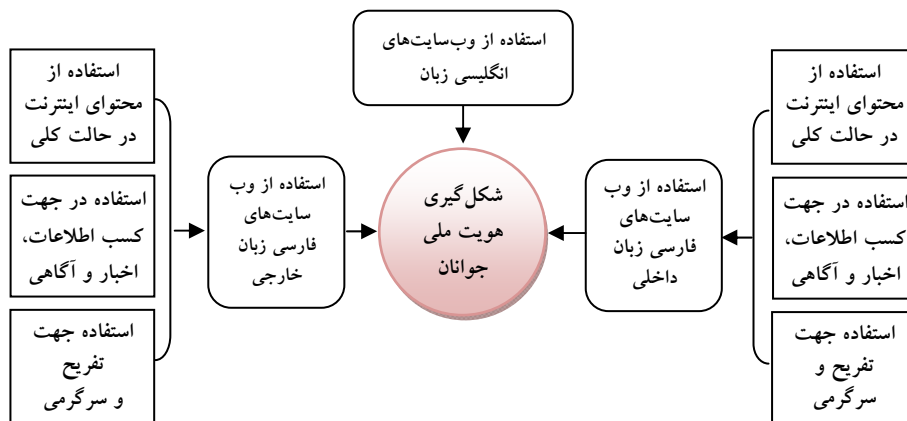 استفاده از وب‌سایت‌های
انگلیسی زبان
استفاده از
محتوای اینترنت
در حالت کلی
استفاده در جهت
کسب اطلاعات،
اخبار و آگاهی
استفاده جهت
تفریح و
سرگرمی
استفاده از وب
سایت‌های
فارسی زبان
داخلی
شکل‌گیری
هویت ملی
جوانان
استفاده از وب
سایت‌های
فارسی زبان
خارجی
استفاده از
محتوای اینترنت
در حالت کلی
استفاده در جهت
کسب اطلاعات،
اخبار و آگاهی
استفاده جهت
تفریح
و سرگرمی